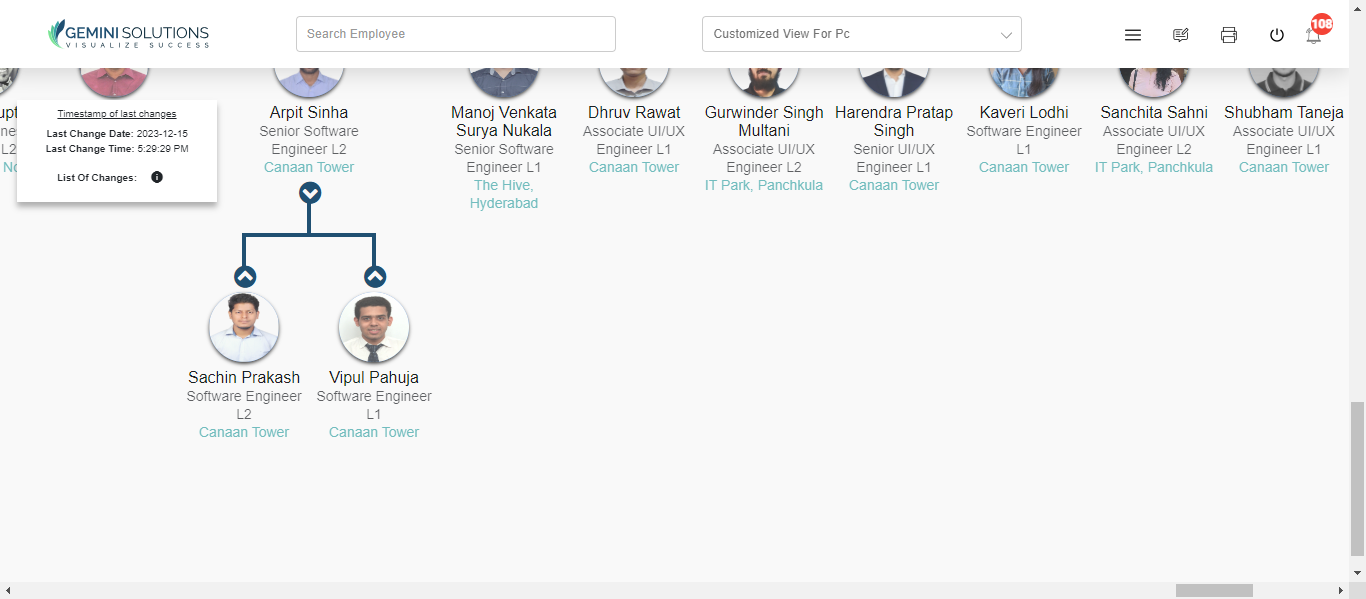 GEMINI SOLUTIONS
VISUALIZE SUCCESS
Search Employee
Customized View For Pc
108
Timestamp of last changes
Last Change Date: 2023-12-15
Last Change Time: 5:29:29 PM
List Of Changes:
Arpit Sinha
Senior Software
Engineer L2
Canaan Tower
Manoj Venkata
Surya Nukala
Senior Software
Engineer L1
The Hive,
Hyderabad
Dhruv Rawat
Associate UI/UX
Engineer L1
Canaan Tower
Gurwinder Singh
Multani
Associate UI/UX
Engineer L2
IT Park, Panchkula
Harendra Pratap
Singh
Senior UI/UX
Engineer L1
Canaan Tower
Kaveri Lodhi
Software Engineer
L1
Canaan Tower
Sanchita Sahni
Associate UI/UX
Engineer L2
IT Park, Panchkula
Shubham Taneja
Associate UI/UX
Engineer L1
Canaan Tower
Sachin Prakash
Software Engineer
L2
Canaan Tower
Vipul Pahuja
Software Engineer
L1
Canaan Tower